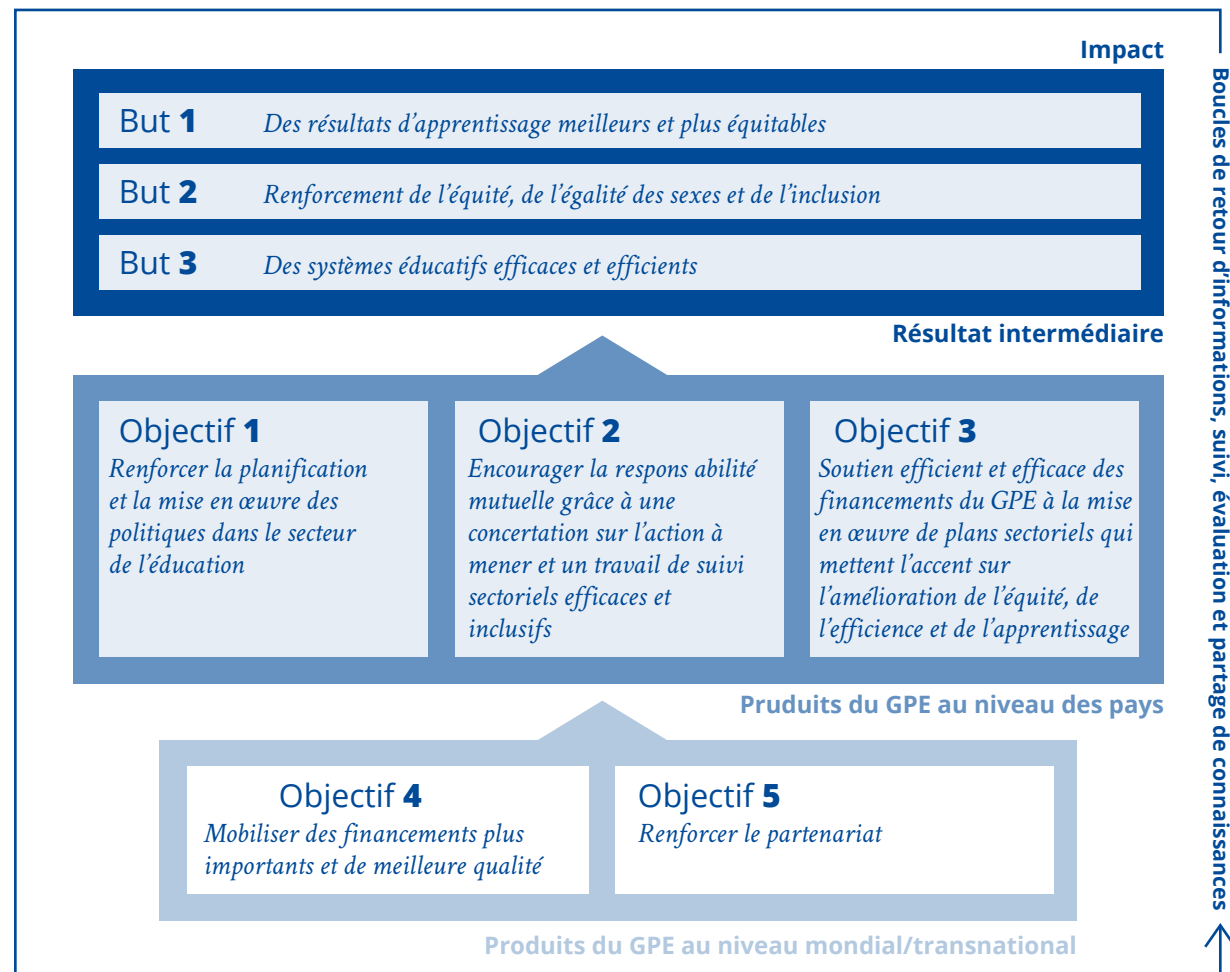 Impact
But 1
Des résultats d'apprentissage meilleurs et plus équitables
But 2
Renforcement de l'équité, de l'égalité des sexes et de l'inclusion
But 3
Des systèmes éducatifs efficaces et efficients
Résultat intermédiaire
Objectif 1
Renforcer la planification
et la mise en œuvre des
politiques dans le secteur
de l'éducation
Objectif 2
Encourager la respons abilité
mutuelle grâce à une
concertation sur l'action à
mener et un travail de suivi
sectoriels efficaces et
inclusifs
Objectif 3
Soutien efficient et efficace des
financements du GPE à la mise
en œuvre de plans sectoriels qui
mettent l'accent sur
l'amélioration de l'équité, de
l'efficience et de l'apprentissage
Pruduits du GPE au niveau des pays
Objectif 4
Mobiliser des financements plus
importants et de meilleure qualité
Objectif 5
Renforcer le partenariat
Produits du GPE au niveau mondial/transnational
Boucles de retour d'informations, suivi, évaluation et partage de connaissances